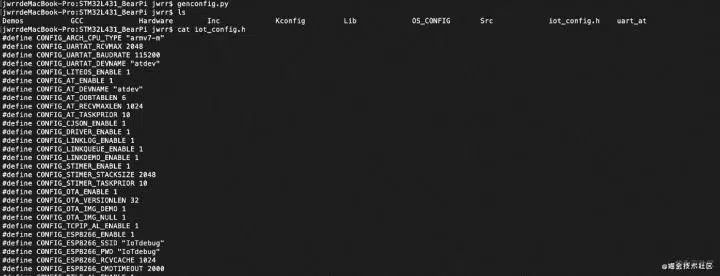 jwrrdeMacBook-Pro:STM32L431_BearPi jwrr$ genconfig.py
jwrrdeMacBook-Pro:STM32L431_BearPi jwrr$ ls
Demos GCC Hardware Inc Kconfig Lib OS_CONFIG Src iot_config.h uart_at
jwrrdeMacBook-Pro:STM32L431_BearPi jwrr$ cat iot_config.h
#define CONFIG_ARCH_CPU_TYPE "armv7-m"
#define CONFIG_UARTAT_RCVMAX 2048
#define CONFIG_UARTAT_BAUDRATE 115200
#define CONFIG_UARTAT_DEVNAME "atdev"
#define CONFIG_LITEOS_ENABLE 1
#define CONFIG_AT_ENABLE 1
#define CONFIG_AT_DEVNAME "atdev"
#define CONFIG_AT_OOBTABLEN 6
#define CONFIG_AT_RECVMAXLEN 1024
#define CONFIG_AT_TASKPRIOR 10
#define CONFIG_CJSON_ENABLE 1
#define CONFIG_DRIVER_ENABLE 1
#define CONFIG_LINKLOG_ENABLE 1
#define CONFIG_LINKQUEUE_ENABLE 1
#define CONFIG_LINKDEMO_ENABLE 1
#define CONFIG_STIMER_ENABLE 1
#define CONFIG_STIMER_STACKSIZE 2048
#define CONFIG_STIMER_TASKPRIOR 10
#define CONFIG_OTA_ENABLE 1
#define CONFIG_OTA_VERSIONLEN 32
#define CONFIG_OTA_IMG_DEMO 1
#define CONFIG_OTA_IMG_NULL 1
#define CONFIG_TCPIP_AL_ENABLE 1
#define CONFIG_ESP8266_ENABLE 1
#define CONFIG_ESP8266_SSID "IoTdebug"
#define CONFIG_ESP8266_PWD "IoTdebug"
#define CONFIG_ESP8266_RCVCACHE 1024
#define CONFIG_ESP8266_CMDTIMEOUT 2000
@掘金技术社区